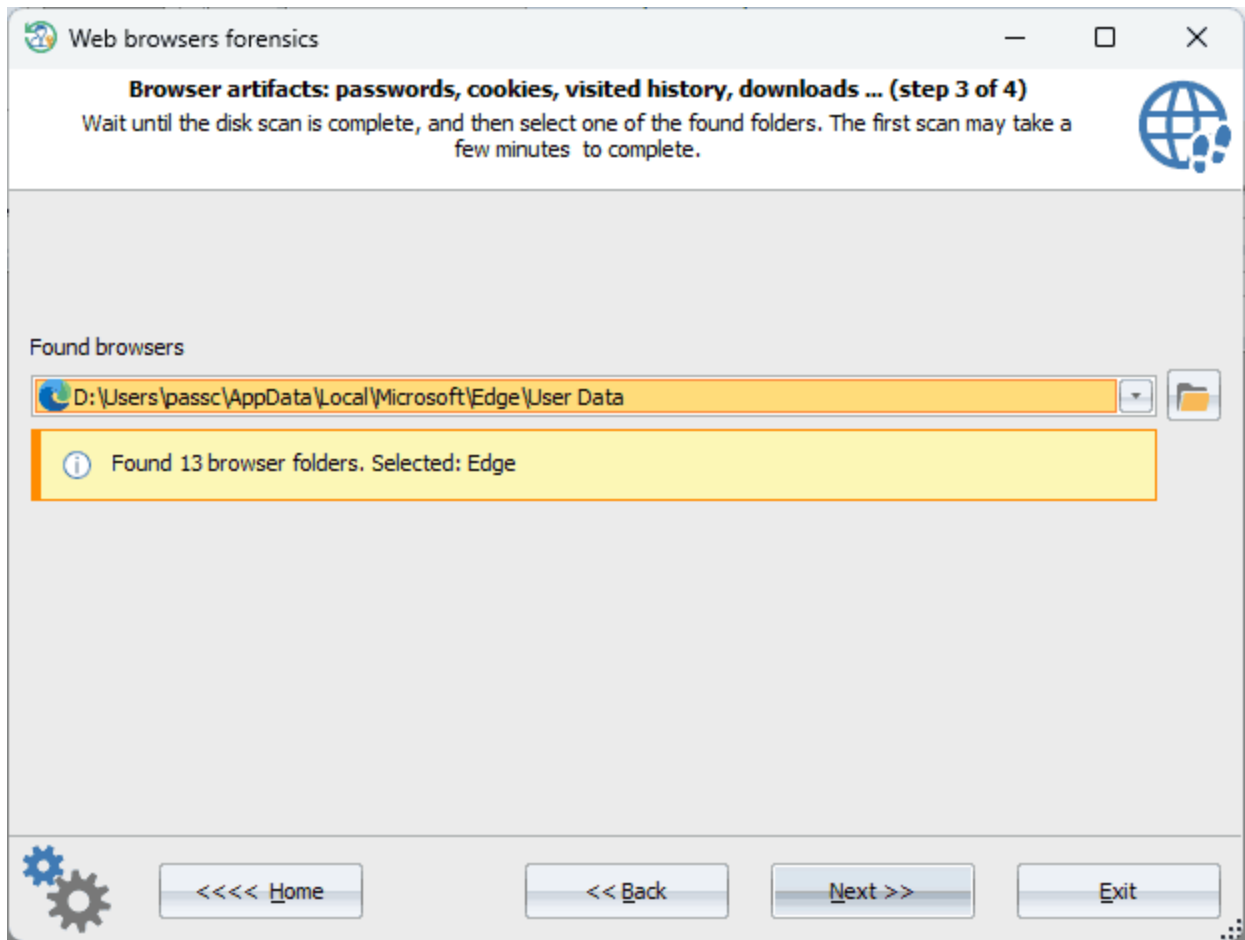 Web browsers forensics
Browser artifacts: passwords, cookies, visited history, downloads ... (step 3 of 4)
Wait until the disk scan is complete, and then select one of the found folders. The first scan may take a
few minutes  to complete.
Found browsers
D:\Users\passc\AppData\Local\Microsoft\Edge\User Data
Found 13 browser folders. Selected: Edge
<<<< Home
<< Back
Next >>
Exit